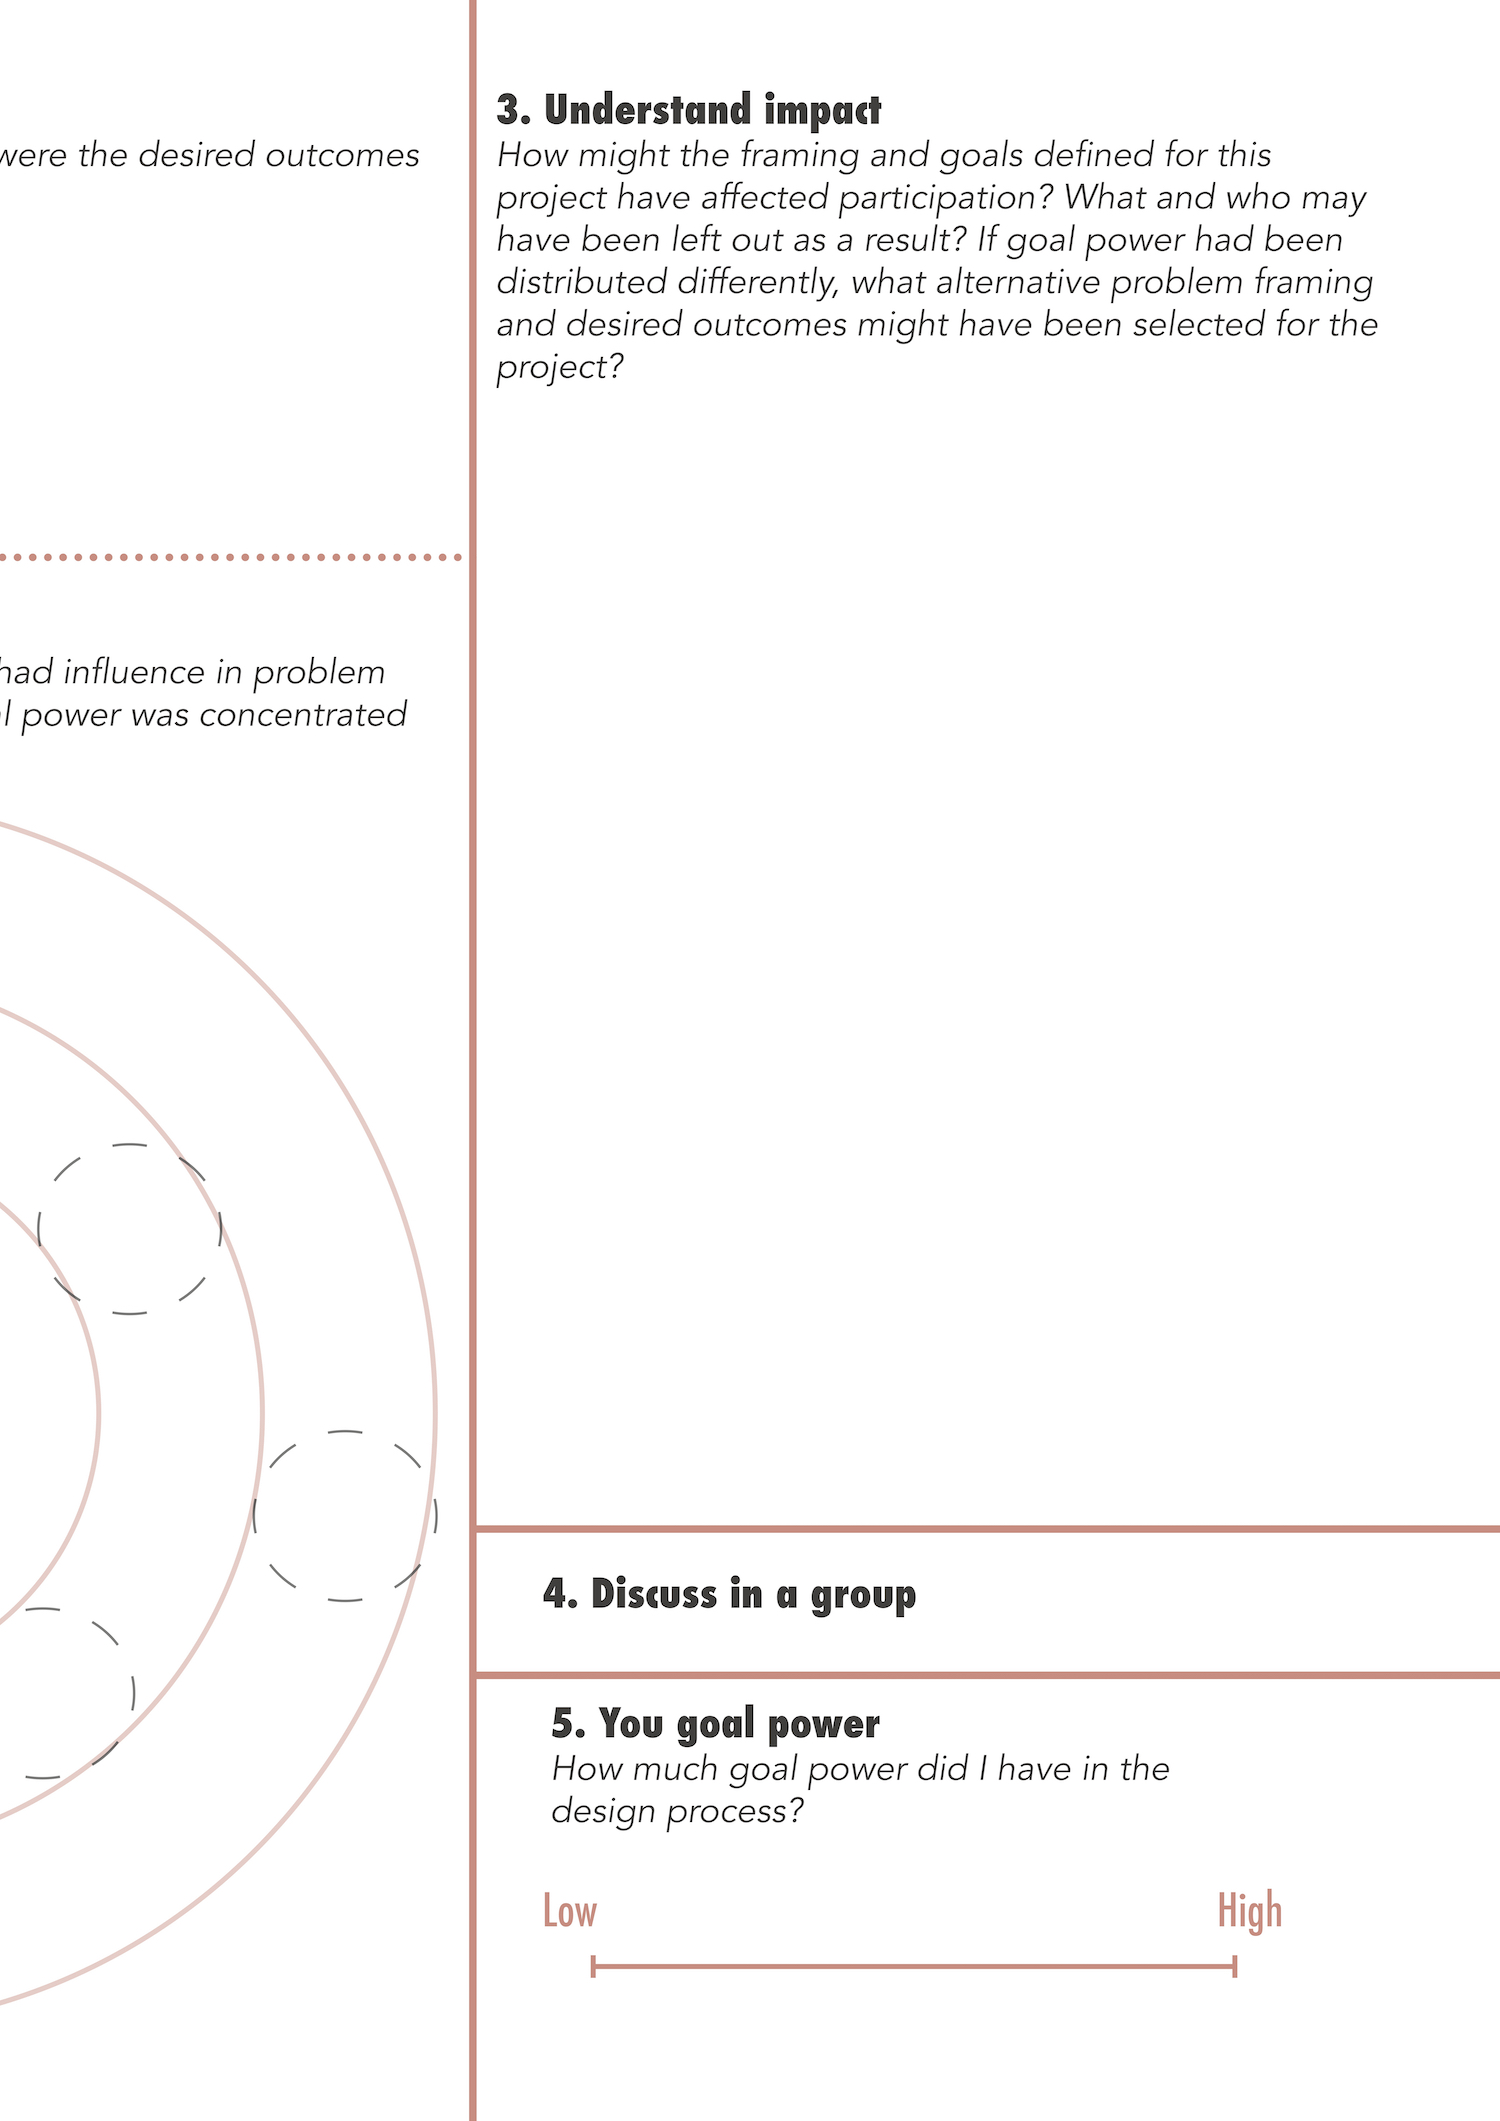 were the desired outcomes
had influence in problem
power was concentrated
3. Understand impact
How might the framing and goals defined for this
project have affected participation? What and who may
have been left out as a result? If goal power had been
distributed differently, what alternative problem framing
and desired outcomes might have been selected for the
project?
4. Discuss in a group
5. You goal power
How much goal power did I have in the
design process?
Low
High